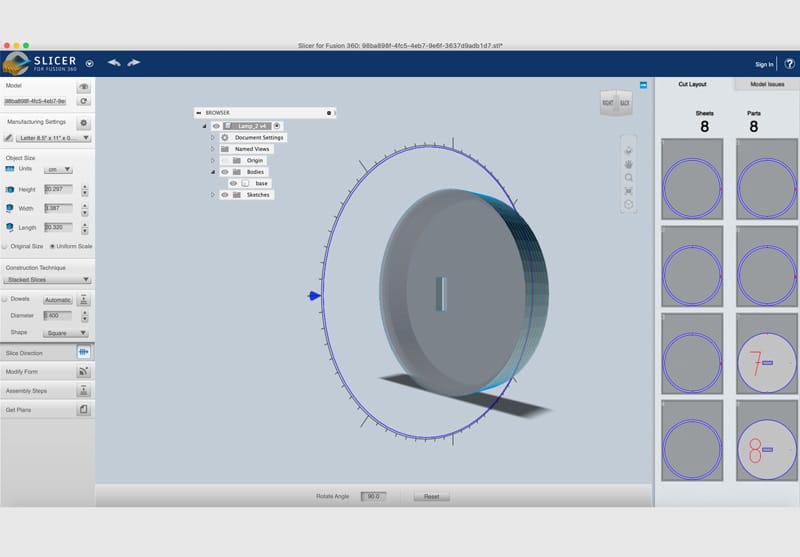 Slicer for Fusion 360: 98ba898f-4fc5-4eb7-9e6f-3637d9adb1d7.stl*
SLICER
FOR FUSION 360
Sign In
?
Model
98ba898f-4fc5-4eb7-9e
Manufacturing Settings
Letter 8.5" x 11" x 0....
Object Size
Units
cm
Height
20.297
Width
3.387
Length
20.320
Original Size
Uniform Scale
Construction Technique
Stacked Slices
Dowels
Automatic
Diameter
0.400
Shape
Square
Slice Direction
Modify Form
Assembly Steps
Get Plans
BROWSER
Lamp_2 v4
Document Settings
Named Views
Origin
Bodies
base
Sketches
RIGHT
BACK
Rotate Angle
90.0
Reset
Cut Layout
Model Issues
Sheets
Parts
8
8
7
8